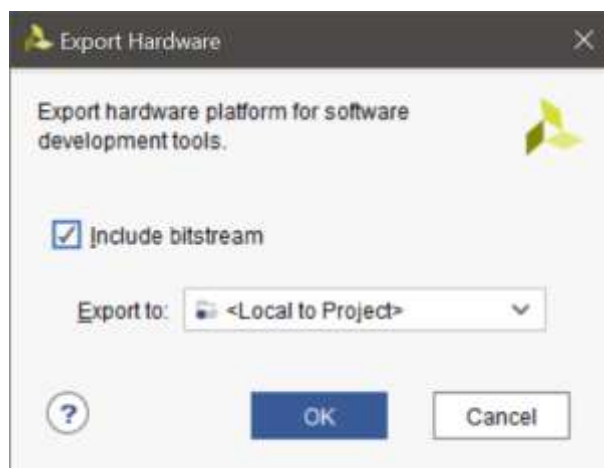 Export Hardware
Export hardware platform for software
development tools.
Include bitstream
Export to: <Local to Project>
?
OK Cancel